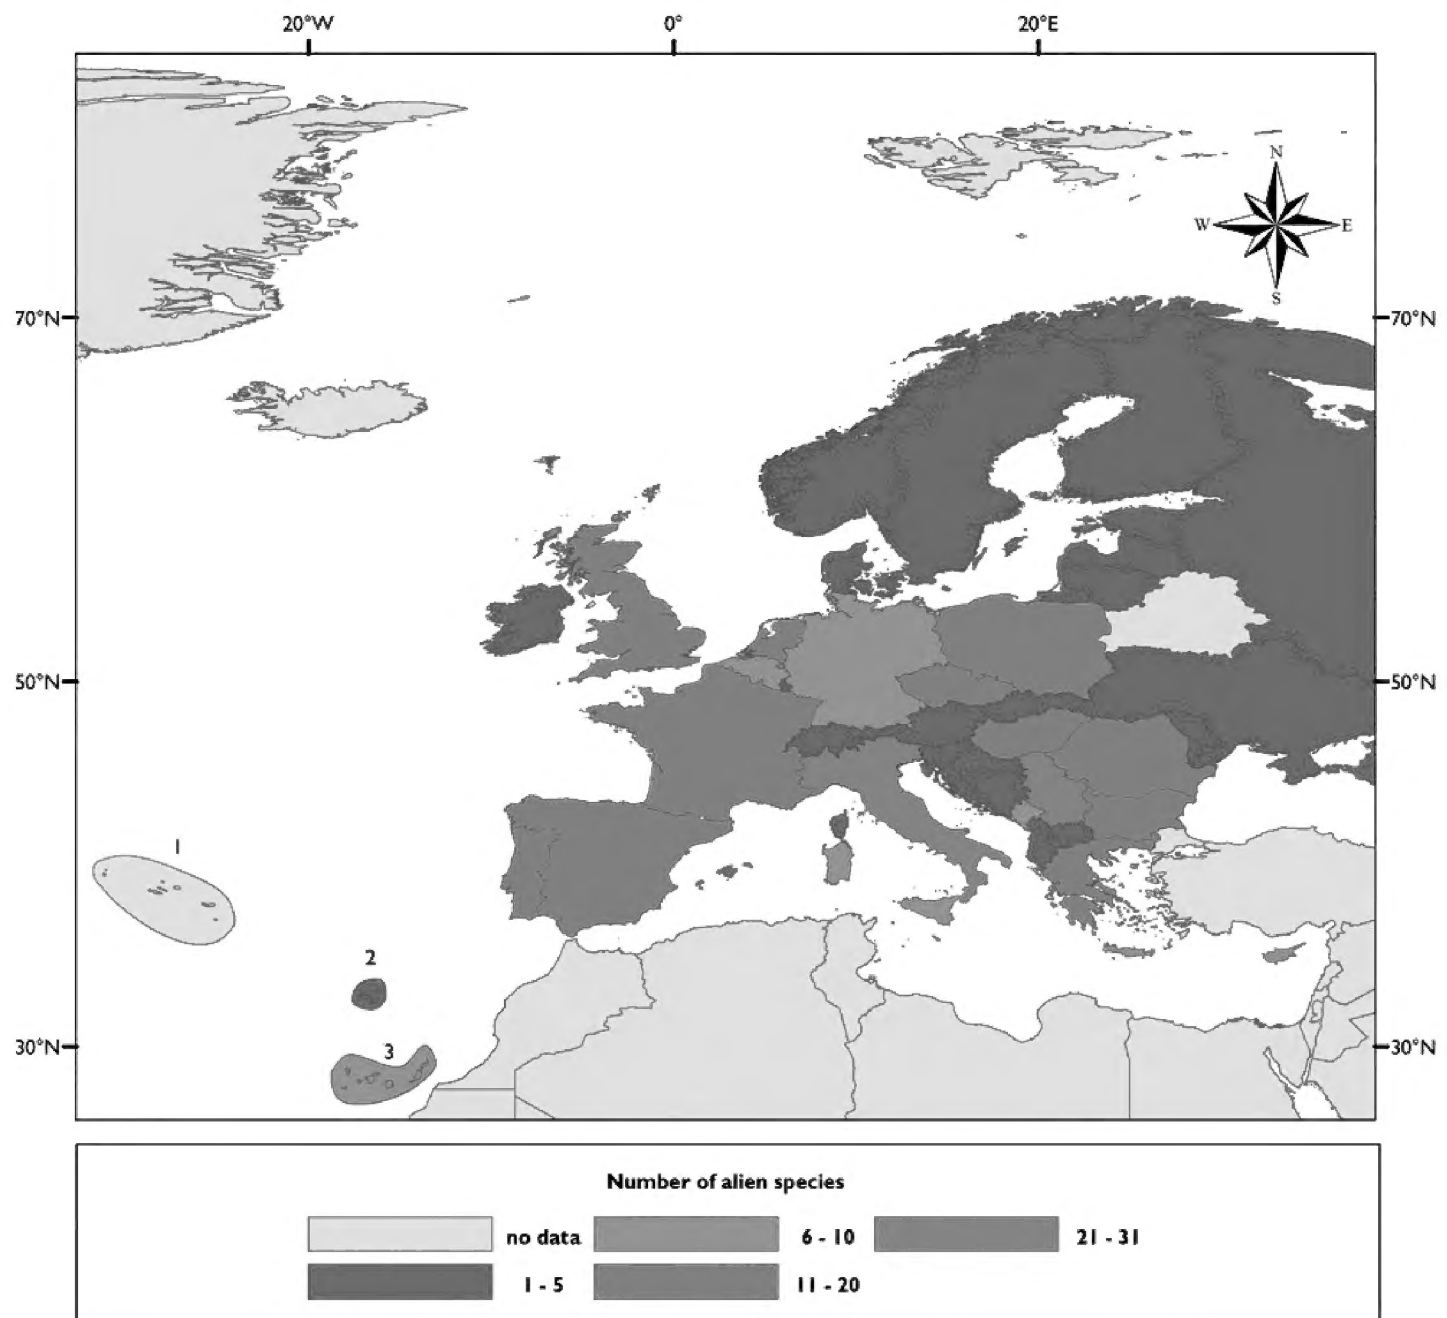 20°W 0° 20°E
N
W E
S
70°N 70°N
50°N 50°N
1
2
30°N 3 30°N
Number of alien species
no data 6 - 10 21 - 31
1 - 5 11 - 20